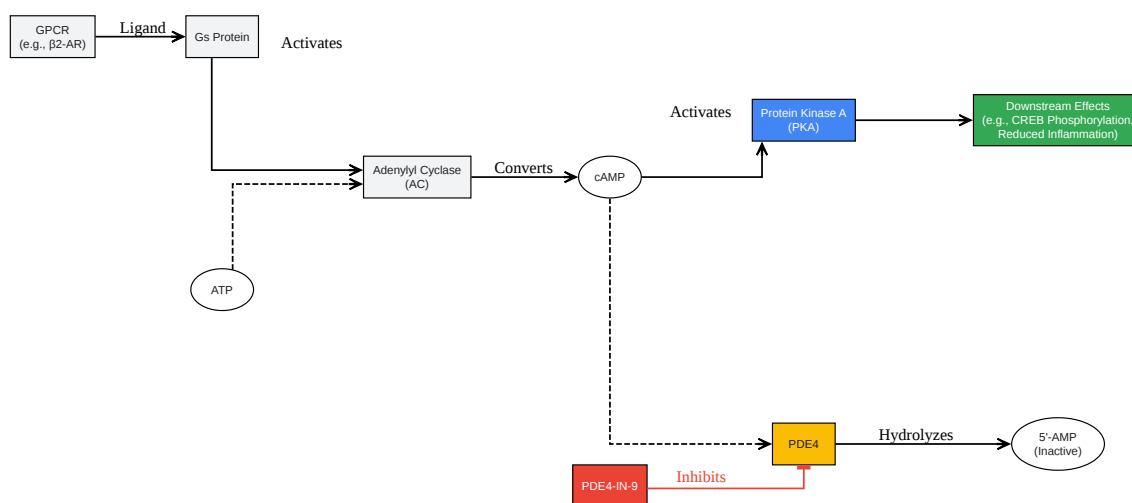 GPCR
(e.g., β2-AR)
Ligand
Gs Protein
Activates
Adenylyl Cyclase
(AC)
Converts
cAMP
ATP
Activates
Protein Kinase A
(PKA)
Downstream Effects
(e.g., CREB Phosphorylation,
Reduced Inflammation)
PDE4
Hydrolyzes
5'-AMP
(Inactive)
PDE4-IN-9
Inhibits